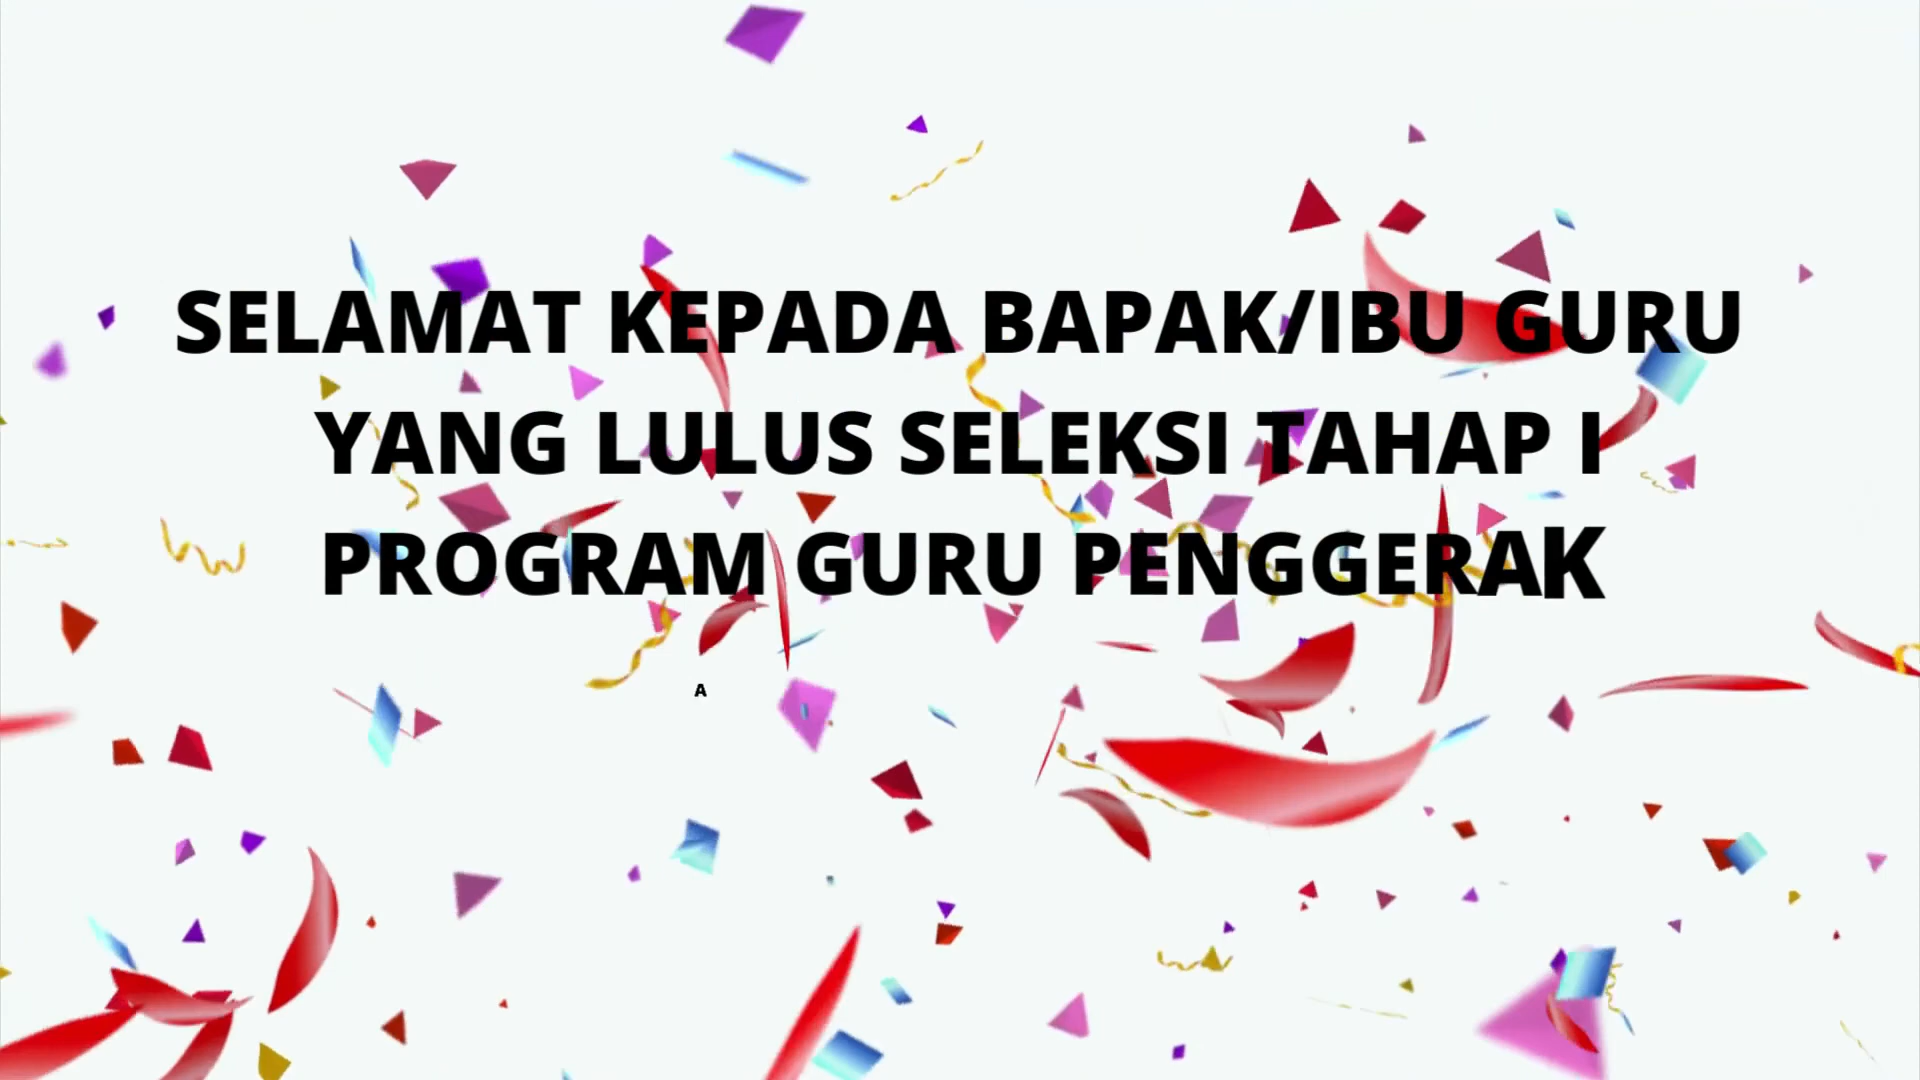 SELAMAT KEPADA BAPAK/IBU GURU
YANG LULUS SELEKSI TAHAP I
PROGRAM GURU PENGGERAK
A